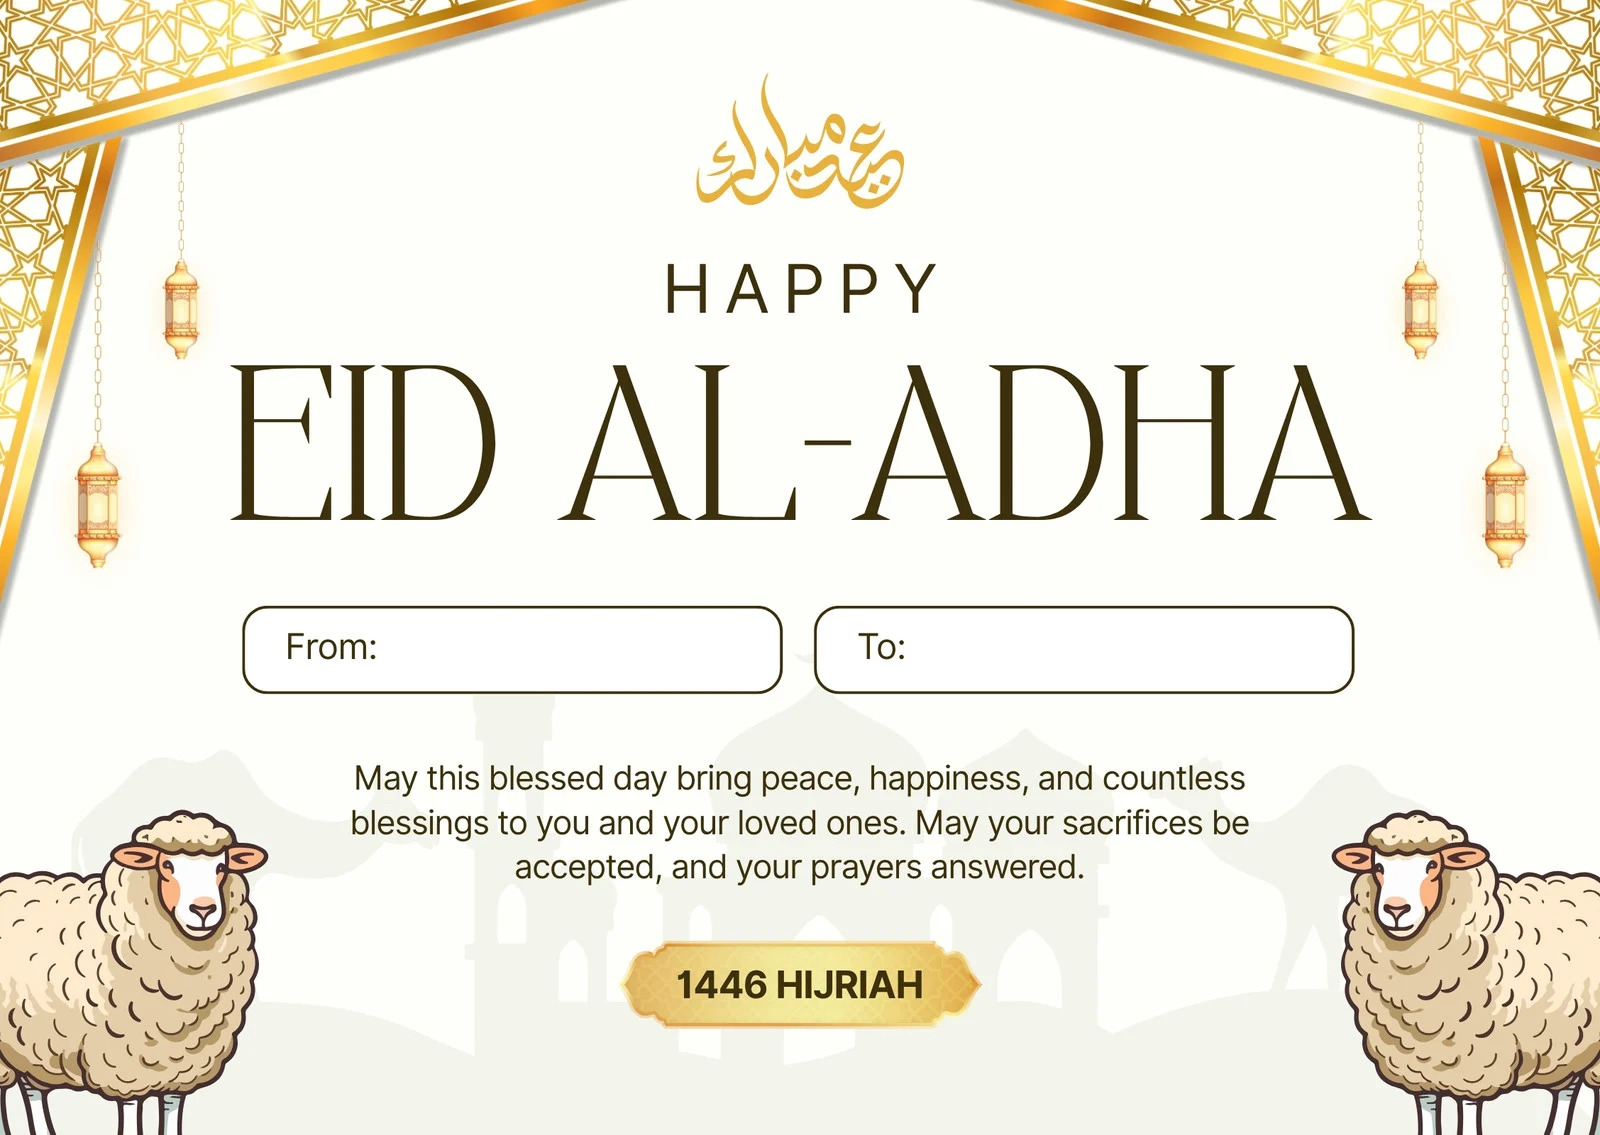 عيد مبارك
HAPPY
EID AL-ADHA
From:
To:
May this blessed day bring peace, happiness, and countless
blessings to you and your loved ones. May your sacrifices be
accepted, and your prayers answered.
1446 HIJRIAH